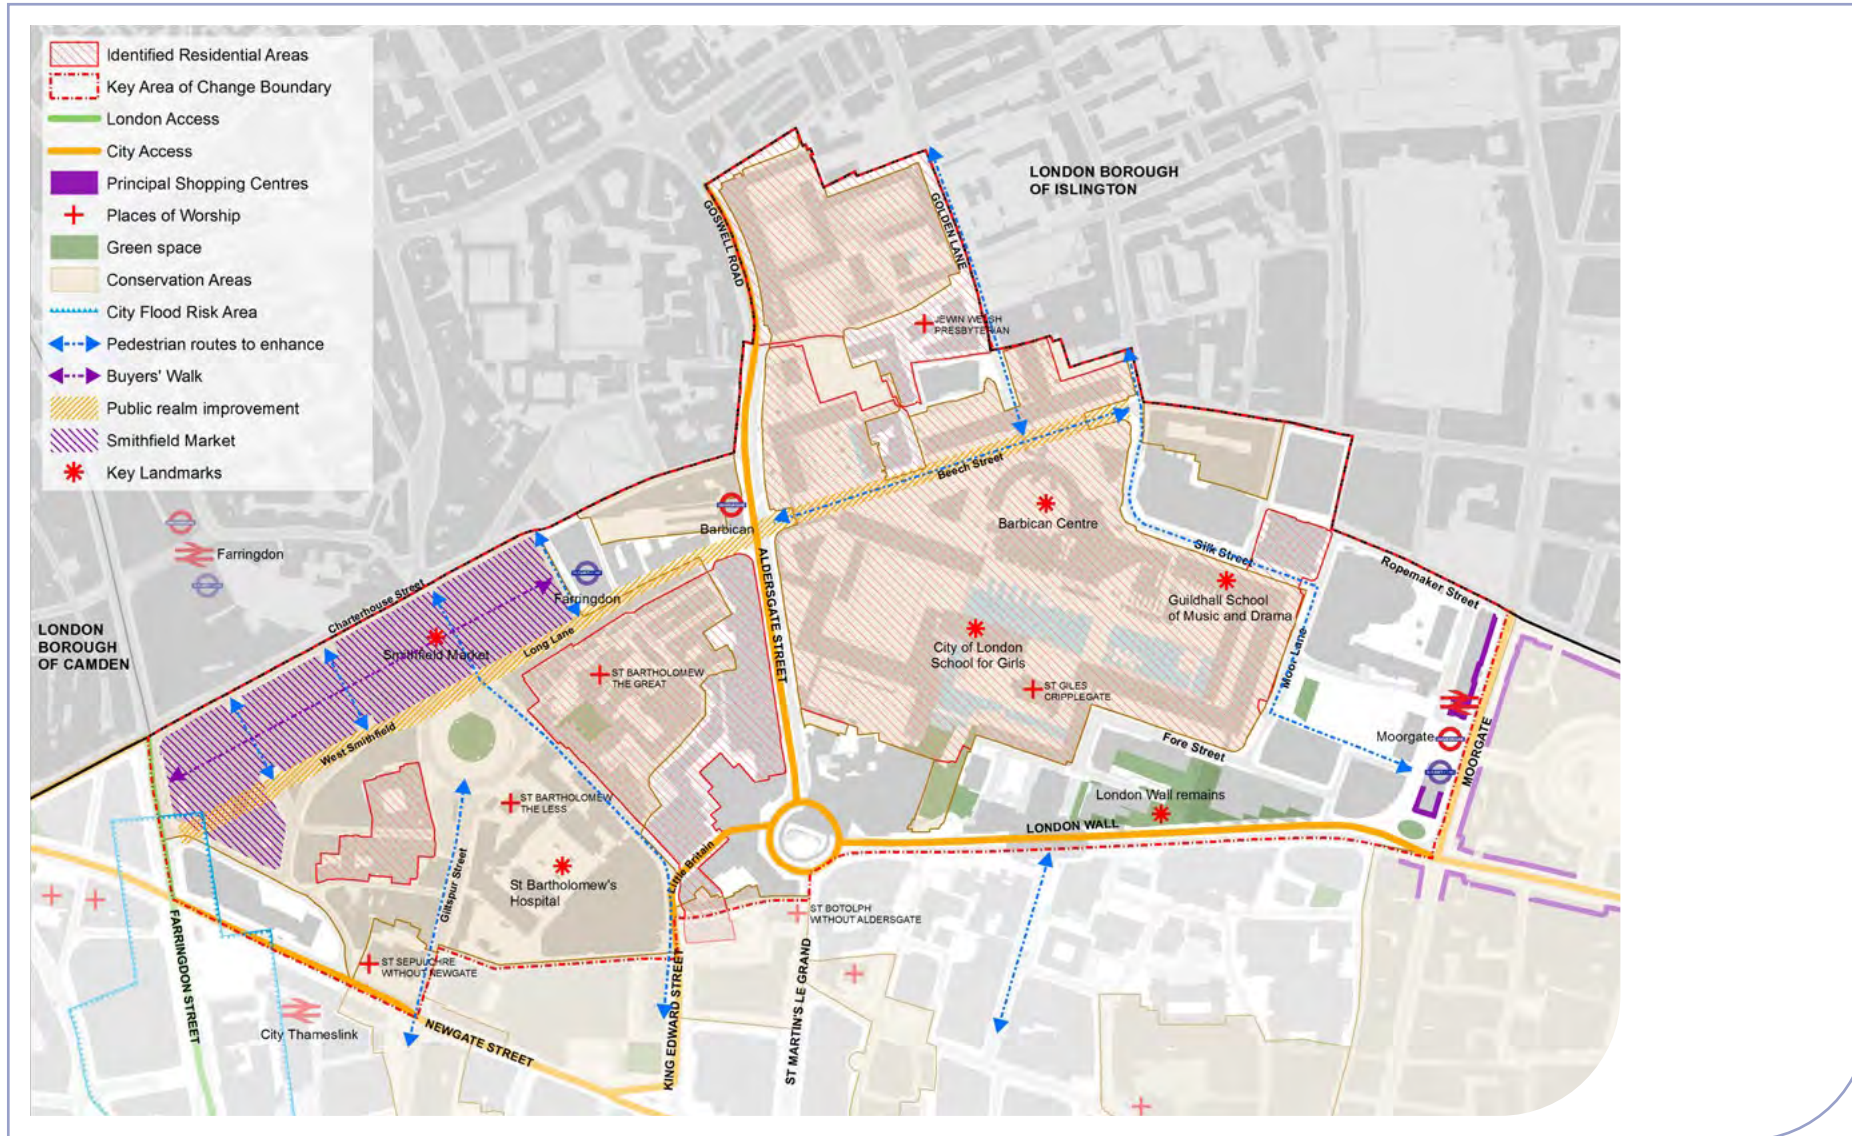 Identified Residential Areas
Key Area of Change Boundary
London Access
City Access
Principal Shopping Centres
Places of Worship
Green space
Conservation Areas
City Flood Risk Area
Pedestrian routes to enhance
Buyers' Walk
Public realm improvement
Smithfield Market
Key Landmarks
LONDON BOROUGH
OF ISLINGTON
GOSWELL ROAD
GOLDEN LANE
JEWIN WELSH
PRESBYTERIAN
Beech Street
Barbican
Barbican Centre
Farringdon
ALDERSGATE STREET
Silk Street
Ropemaker Street
Farringdon
Charterhouse Street
Guildhall School
of Music and Drama
LONDON
BOROUGH
OF CAMDEN
Smithfield Market
Long Lane
City of London
School for Girls
Moor Lane
ST BARTHOLOMEW
THE GREAT
ST GILES
CRIPPLEGATE
West Smithfield
Fore Street
Moorgate
MOORGATE
ST BARTHOLOMEW
THE LESS
London Wall remains
LONDON WALL
Little Britain
Giltspur Street
St Bartholomew's
Hospital
ST BOTOLPH
WITHOUT ALDERSGATE
FARRINGDON STREET
ST SEPULCHRE
WITHOUT NEWGATE
City Thameslink
NEWGATE STREET
KING EDWARD STREET
ST MARTIN'S LE GRAND